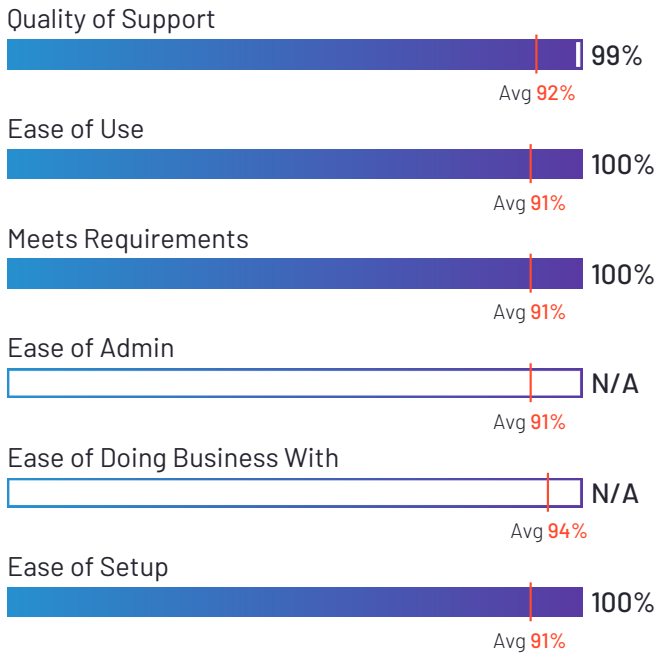 Quality of Support
99%
Avg 92%
Ease of Use
100%
Avg 91%
Meets Requirements
100%
Avg 91%
Ease of Admin
N/A
Avg 91%
Ease of Doing Business With
N/A
Avg 94%
Ease of Setup
100%
Avg 91%